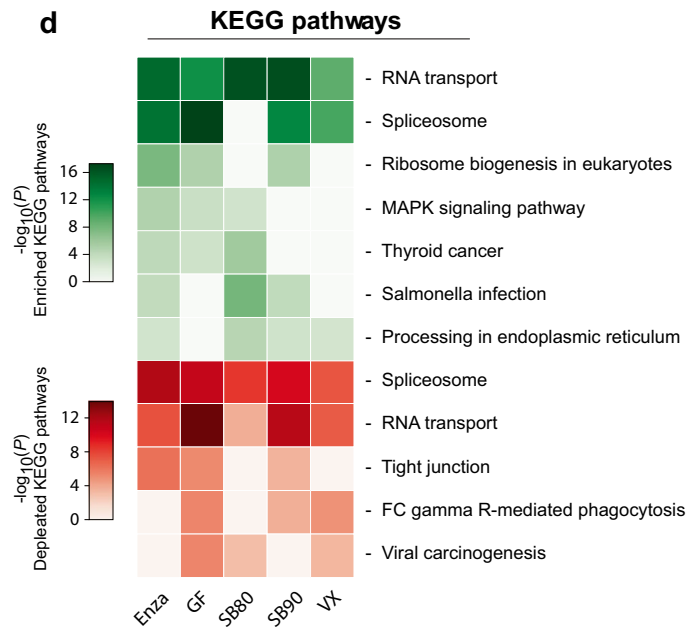 d
KEGG pathways
- RNA transport
- Spliceosome
- Ribosome biogenesis in eukaryotes
- MAPK signaling pathway
- Thyroid cancer
- Salmonella infection
- Processing in endoplasmic reticulum
- Spliceosome
- RNA transport
- Tight junction
- FC gamma R-mediated phagocytosis
- Viral carcinogenesis
-log10(P)
Enriched KEGG pathways
16
12
8
4
0
-log10(P)
Depleated KEGG pathways
12
8
4
0
Enza
GF
SB80
SB90
VX